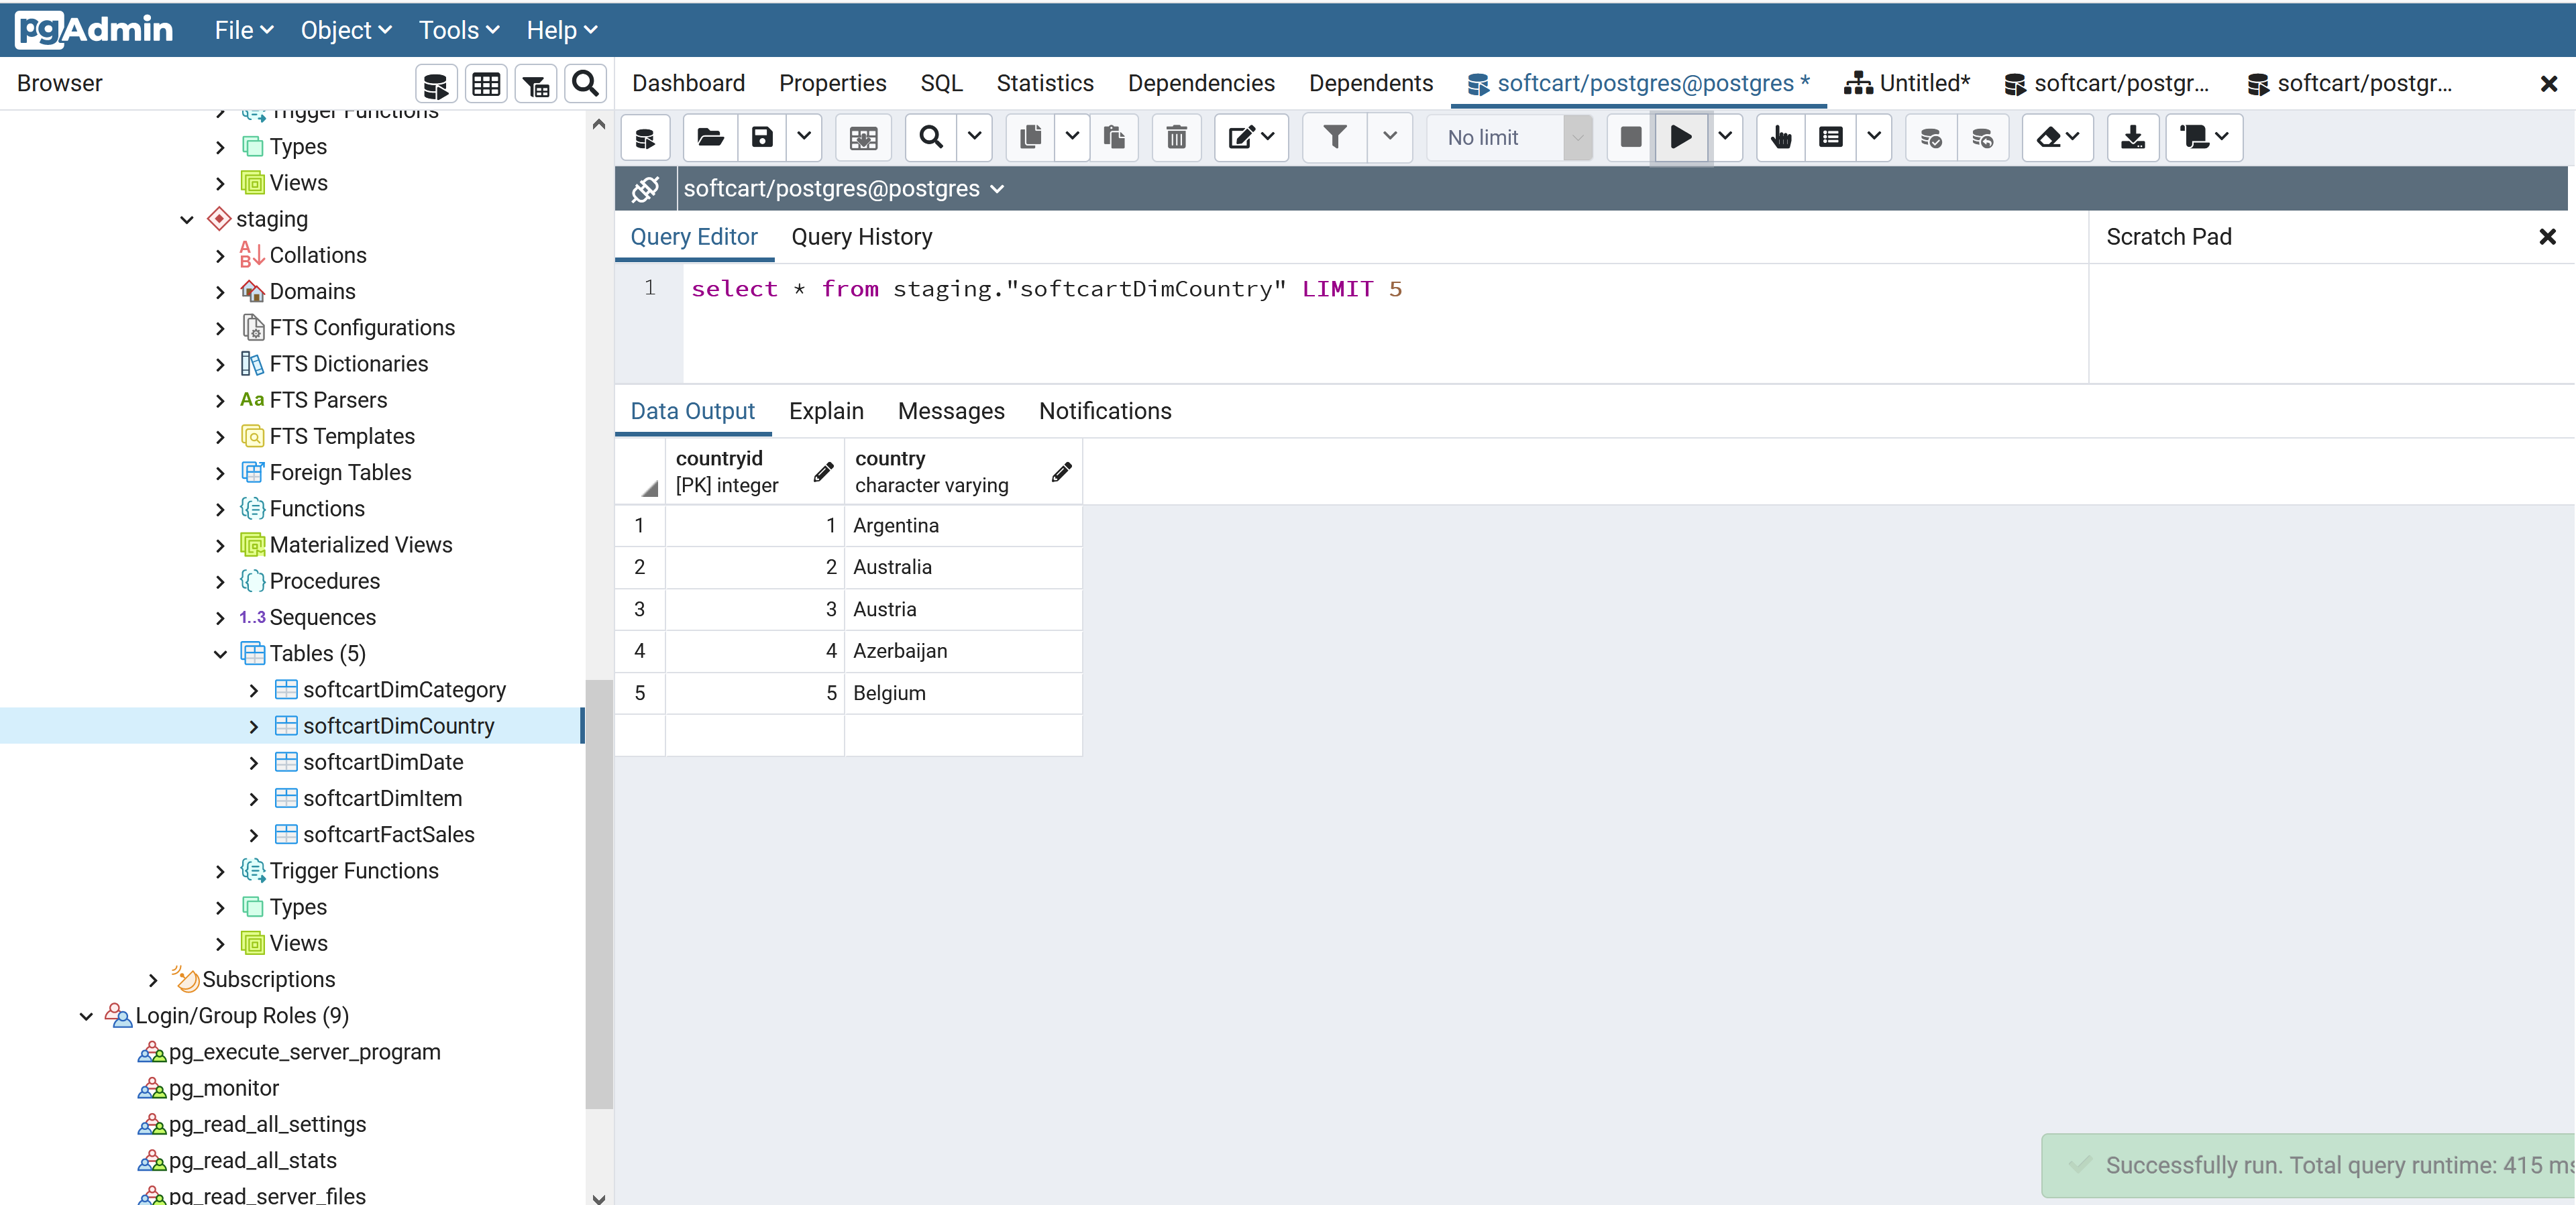 pgAdmin File Object Tools Help
Browser
Dashboard Properties SQL Statistics Dependencies Dependents softcart/postgres@postgres * Untitled* softcart/postgr... softcart/postgr...
No limit
softcart/postgres@postgres
Query Editor Query History
Scratch Pad
1 select * from staging."softcartDimCountry" LIMIT 5
Data Output Explain Messages Notifications
countryid
[PK] integer
country
character varying
1 1 Argentina
2 2 Australia
3 3 Austria
4 4 Azerbaijan
5 5 Belgium
Trigger Functions
Types
Views
staging
Collations
Domains
FTS Configurations
FTS Dictionaries
Aa FTS Parsers
FTS Templates
Foreign Tables
Functions
Materialized Views
Procedures
1..3 Sequences
Tables (5)
softcartDimCategory
softcartDimCountry
softcartDimDate
softcartDimItem
softcartFactSales
Trigger Functions
Types
Views
Subscriptions
Login/Group Roles (9)
pg_execute_server_program
pg_monitor
pg_read_all_settings
pg_read_all_stats
pg_read_server_files
Successfully run. Total query runtime: 415 ms